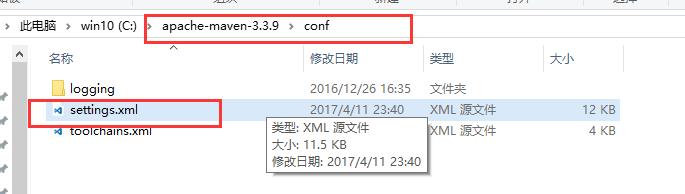 此电脑 › win10 (C:) › apache-maven-3.3.9 › conf
名称 修改日期 类型 大小
logging 2016/12/26 16:35 文件夹
settings.xml 2017/4/11 23:40 XML 源文件 12 KB
toolchains.xml XML 源文件 4 KB
类型: XML 源文件
大小: 11.5 KB
修改日期: 2017/4/11 23:40